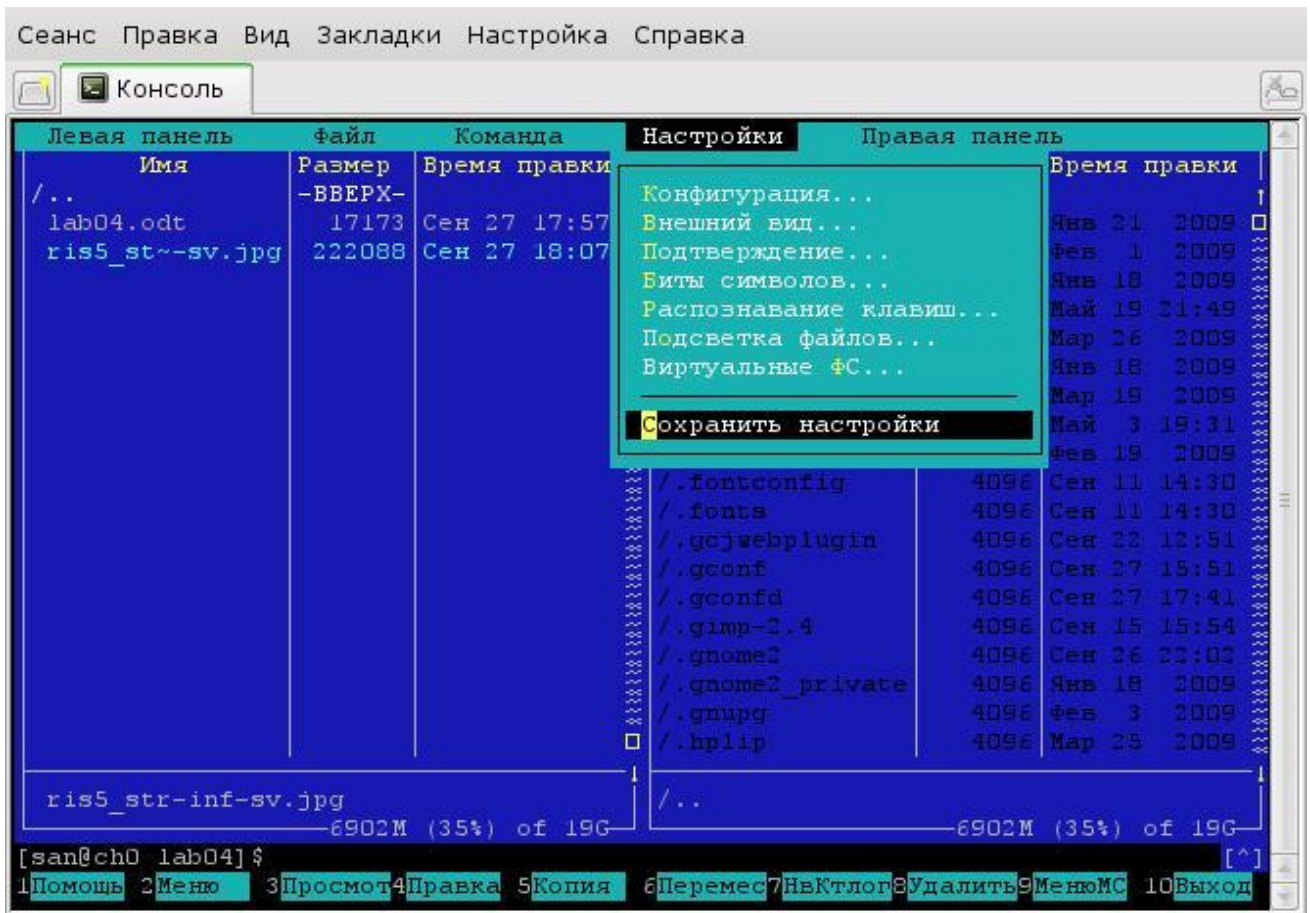 Сеанс Правка Вид Закладки Настройка Справка
Консоль
Левая панель Файл Команда Настройки Правая панель
Имя Размер Время правки Время правки
/.. -ВВЕРХ- Конфигурация...
lab04.odt 17173 Сен 27 17:57 Внешний вид... Янв 21 2009
ris5_st~-sv.jpg 222088 Сен 27 18:07 Подтверждение... Фев 1 2009
Биты символов... Янв 18 2009
Распознавание клавиш... Май 19 21:49
Подсветка файлов... Мар 26 2009
Виртуальные ФС... Янв 18 2009
Мар 19 2009
Сохранить настройки Май 3 19:31
Фев 19 2009
/.fontconfig 4096 Сен 11 14:30
/.fonts 4096 Сен 11 14:30
/.gcjwebplugin 4096 Сен 22 12:51
/.gconf 4096 Сен 27 15:51
/.gconfd 4096 Сен 27 17:41
/.gimp-2.4 4096 Сен 15 15:54
/.gnome2 4096 Сен 26 22:02
/.gnome2_private 4096 Янв 18 2009
/.gnupg 4096 Фев 3 2009
/.hplip 4096 Мар 25 2009
ris5_str-inf-sv.jpg /..
6902M (35%) of 19G 6902M (35%) of 19G
[san@ch0 lab04]$ [^]
1Помощь 2Меню 3Просмот4Правка 5Копия 6Перемес7НвКтлог8Удалить9МенюMC 10Выход